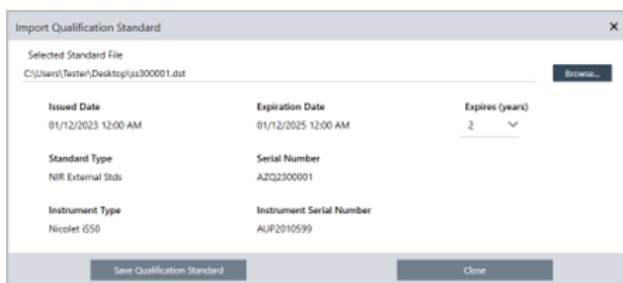 Import Qualification Standard
Selected Standard File
C:\Users\Tester\Desktop\ss300001.dst
Browse...
Issued Date Expiration Date Expires (years)
01/12/2023 12:00 AM 01/12/2025 12:00 AM 2
Standard Type Serial Number
NIR External Stds AZQ2300001
Instrument Type Instrument Serial Number
Nicolet iS50 AUP2010599
Save Qualification Standard Close